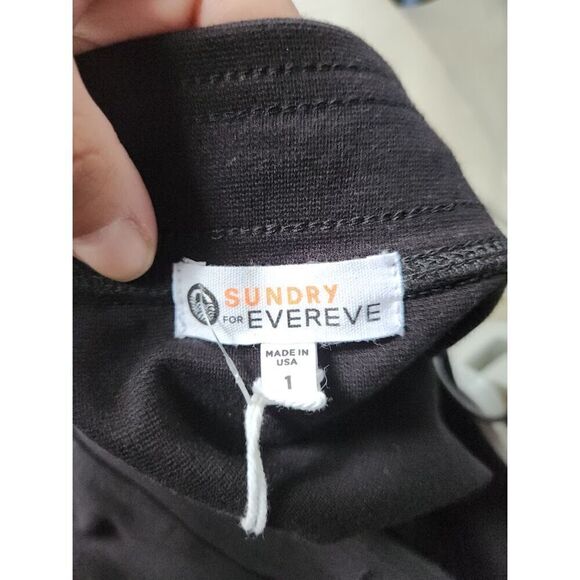 SUNDRY
FOR EVEREVE
MADE IN
USA
1